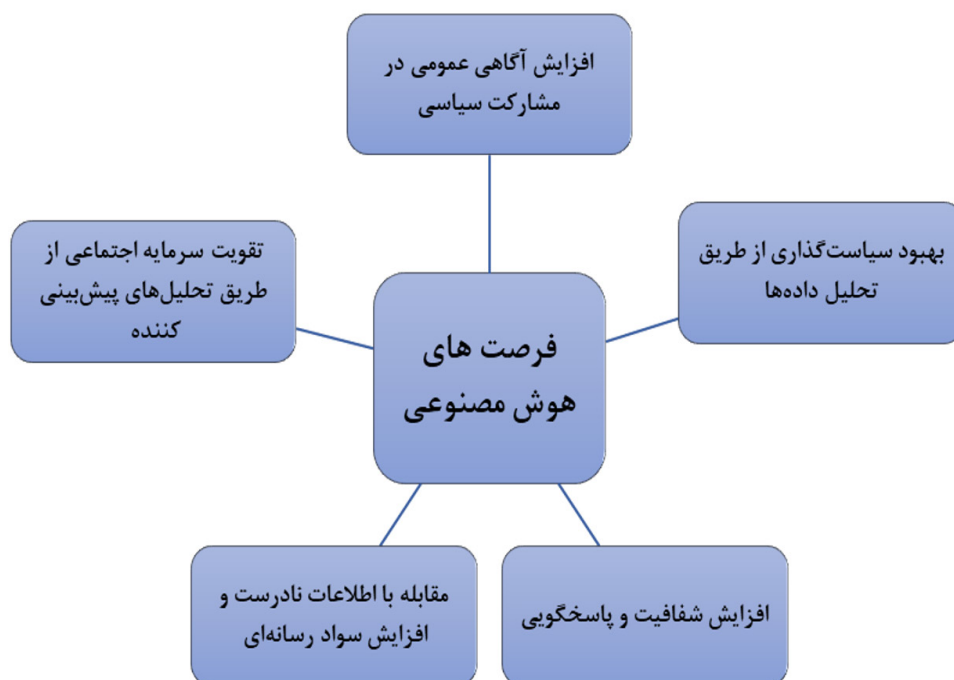 افزایش آگاهی عمومی در
مشارکت سیاسی
بهبود سیاست‌گذاری از طریق
تحلیل داده‌ها
تقویت سرمایه اجتماعی از
طریق تحلیل‌های پیش‌بینی
کننده
فرصت های
هوش مصنوعی
افزایش شفافیت و پاسخگویی
مقابله با اطلاعات نادرست و
افزایش سواد رسانه‌ای